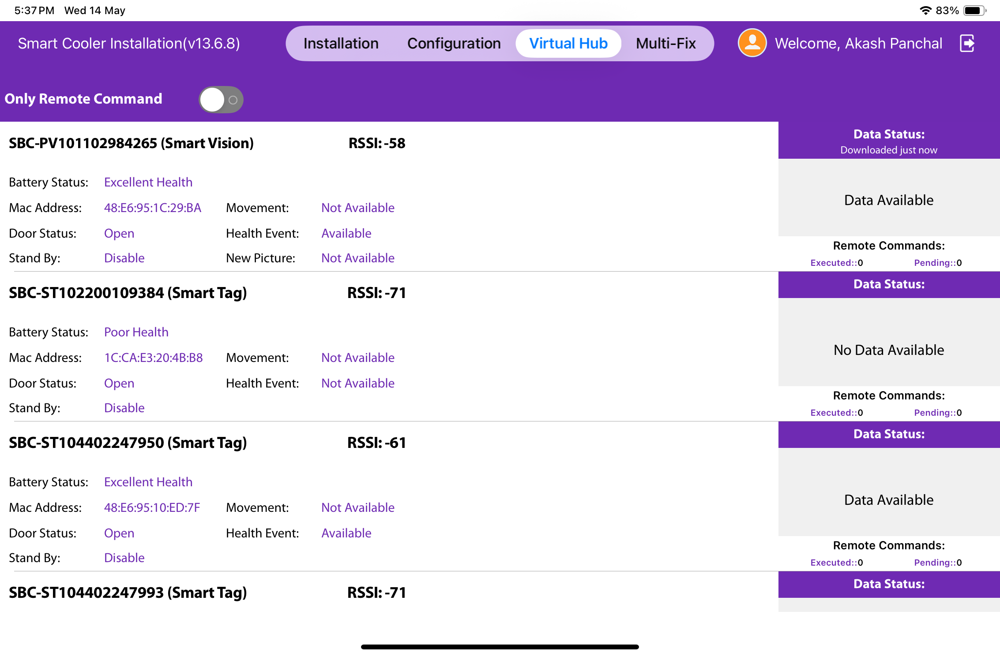 5:37 PM Wed 14 May 83%
Smart Cooler Installation(v13.6.8) Installation Configuration Virtual Hub Multi-Fix Welcome, Akash Panchal
Only Remote Command
SBC-PV101102984265 (Smart Vision) RSSI: -58
Data Status:
Downloaded just now
Battery Status: Excellent Health
Mac Address: 48:E6:95:1C:29:BA Movement: Not Available
Data Available
Door Status: Open Health Event: Available
Stand By: Disable New Picture: Not Available
Remote Commands:
Executed::0 Pending::0
SBC-ST102200109384 (Smart Tag) RSSI: -71
Data Status:
Battery Status: Poor Health
Mac Address: 1C:CA:E3:20:4B:B8 Movement: Not Available
No Data Available
Door Status: Open Health Event: Not Available
Stand By: Disable
Remote Commands:
Executed::0 Pending::0
SBC-ST104402247950 (Smart Tag) RSSI: -61
Data Status:
Battery Status: Excellent Health
Mac Address: 48:E6:95:10:ED:7F Movement: Not Available
Data Available
Door Status: Open Health Event: Available
Stand By: Disable
Remote Commands:
Executed::0 Pending::0
SBC-ST104402247993 (Smart Tag) RSSI: -71
Data Status: